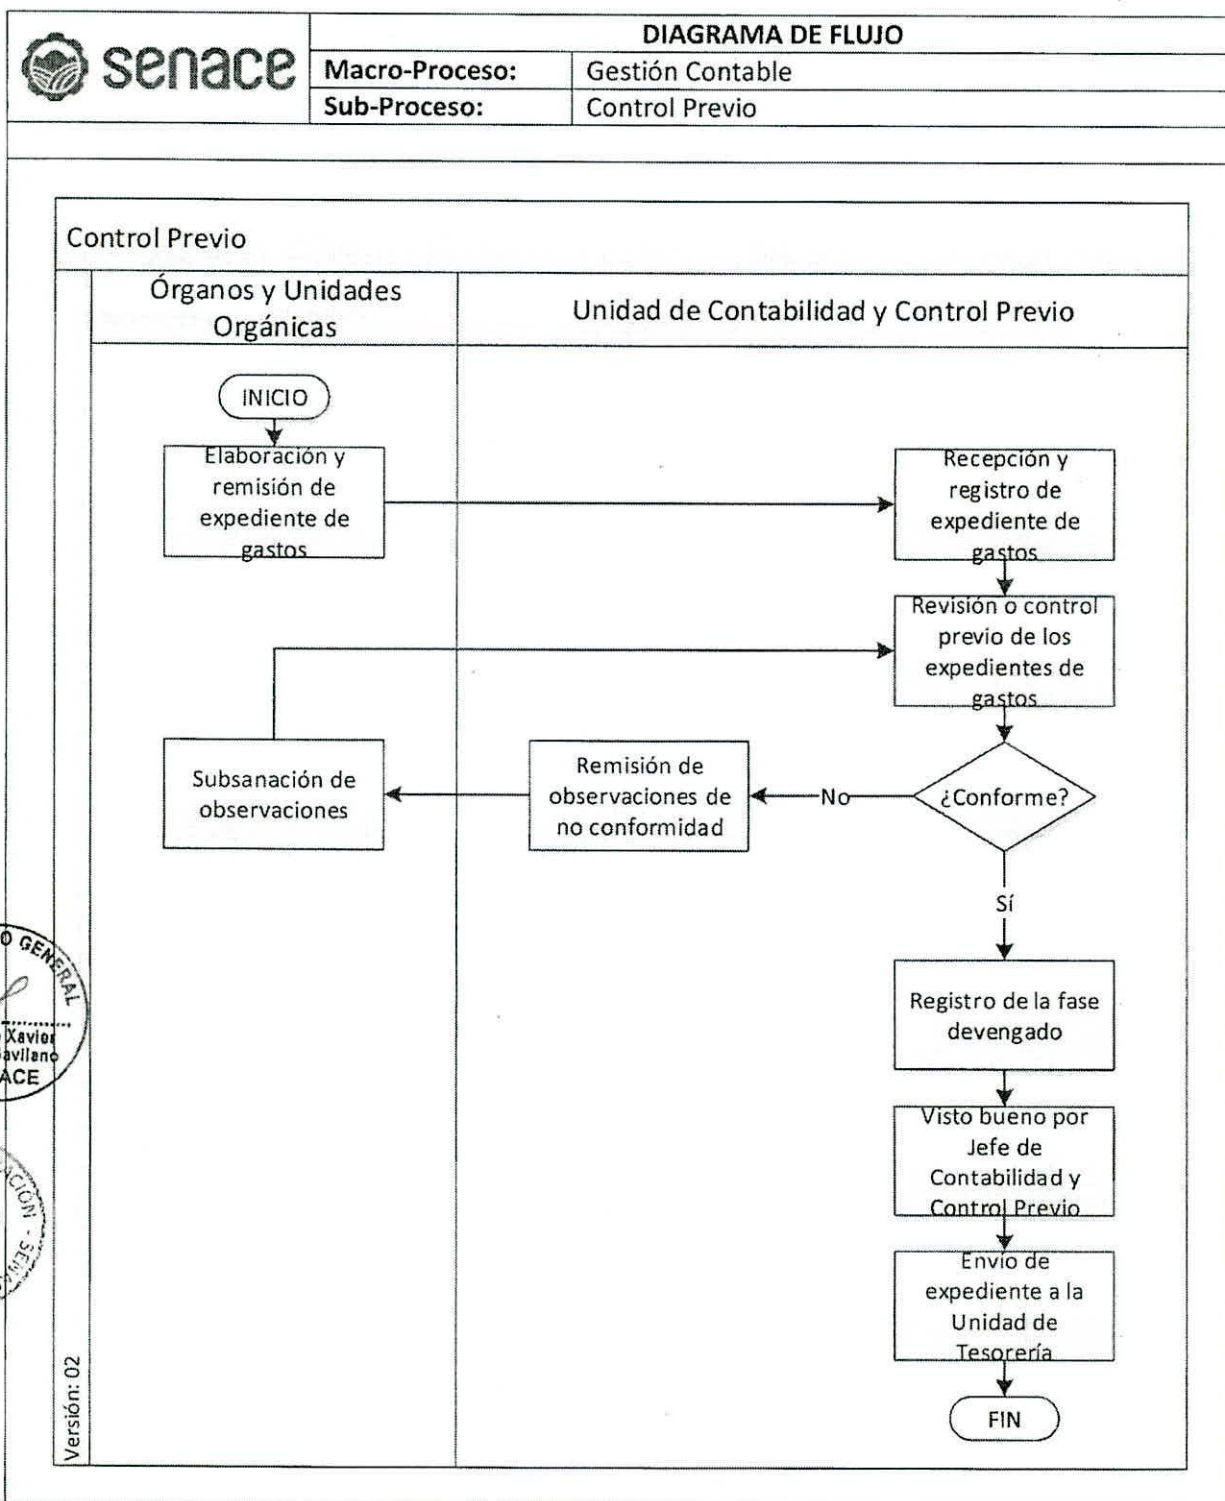 senace
DIAGRAMA DE FLUJO
Macro-Proceso: Gestión Contable
Sub-Proceso: Control Previo
Control Previo
Órganos y Unidades
Orgánicas
Unidad de Contabilidad y Control Previo
INICIO
Elaboración y
remisión de
expediente de
gastos
Recepción y
registro de
expediente de
gastos
Revisión o control
previo de los
expedientes de
gastos
¿Conforme?
No
Remisión de
observaciones de
no conformidad
Subsanación de
observaciones
Sí
Registro de la fase
devengado
Visto bueno por
Jefe de
Contabilidad y
Control Previo
Envío de
expediente a la
Unidad de
Tesorería
FIN
Versión: 02
O GENERAL
Xavier
avilano
ACE
ACIÓN - SENA